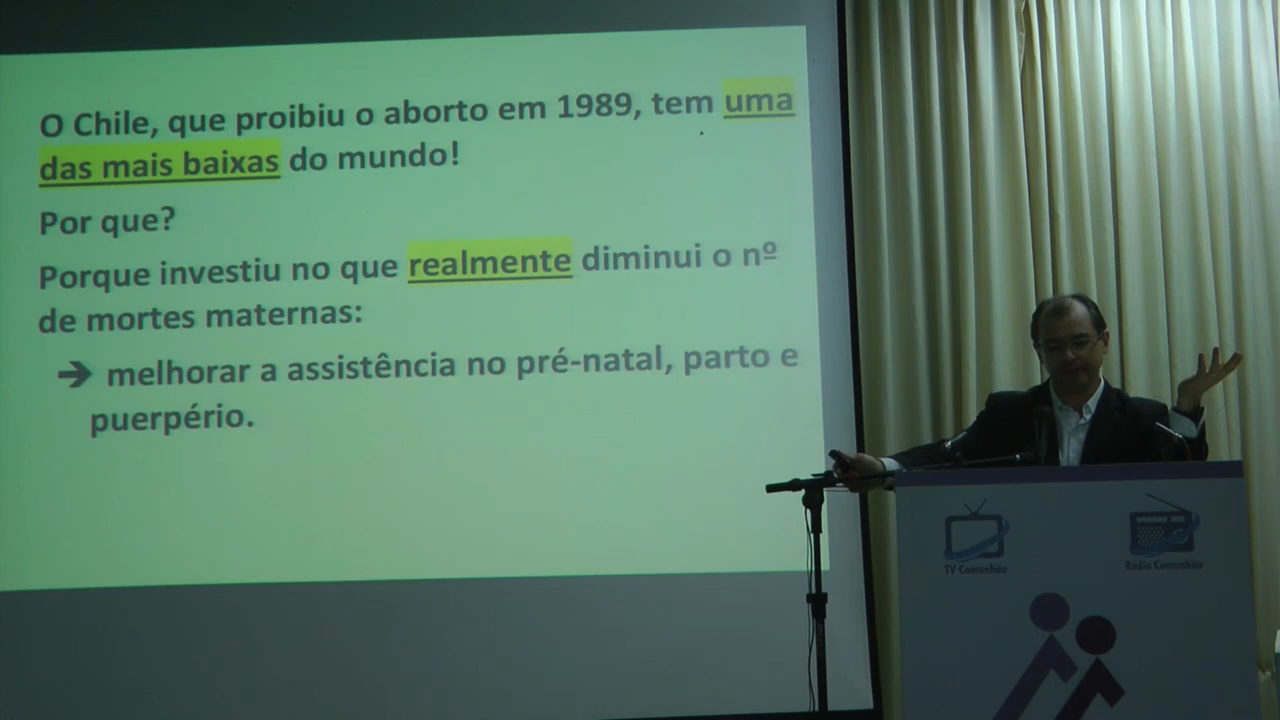 O Chile, que proibiu o aborto em 1989, tem uma
das mais baixas do mundo!
Por que?
Porque investiu no que realmente diminui o nº
de mortes maternas:
➔ melhorar a assistência no pré-natal, parto e
puerpério.
TV Comunhão
Rádio Comunhão